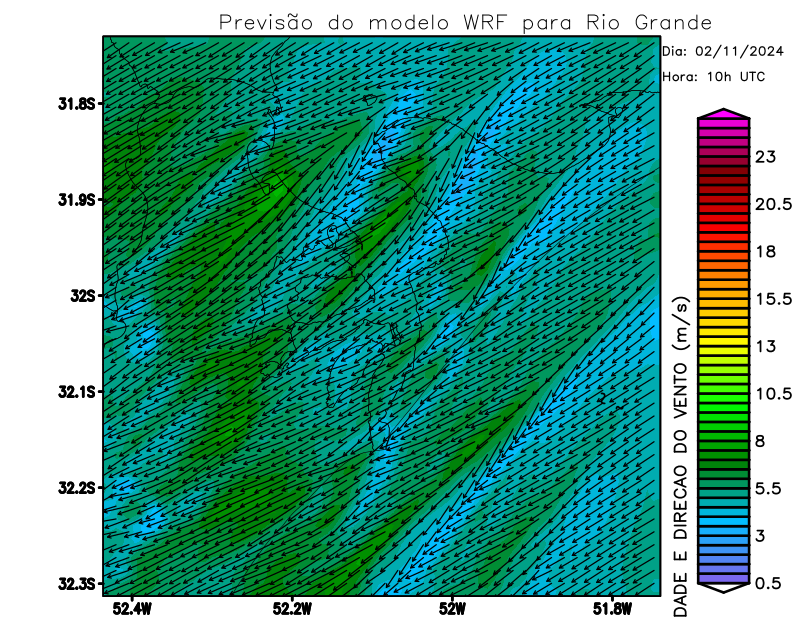 Previsão do modelo WRF para Rio Grande
Dia: 02/11/2024
Hora: 10h UTC
31.8S
31.9S
32S
32.1S
32.2S
32.3S
52.4W
52.2W
52W
51.8W
DADE E DIRECAO DO VENTO (m/s)
23
20.5
18
15.5
13
10.5
8
5.5
3
0.5